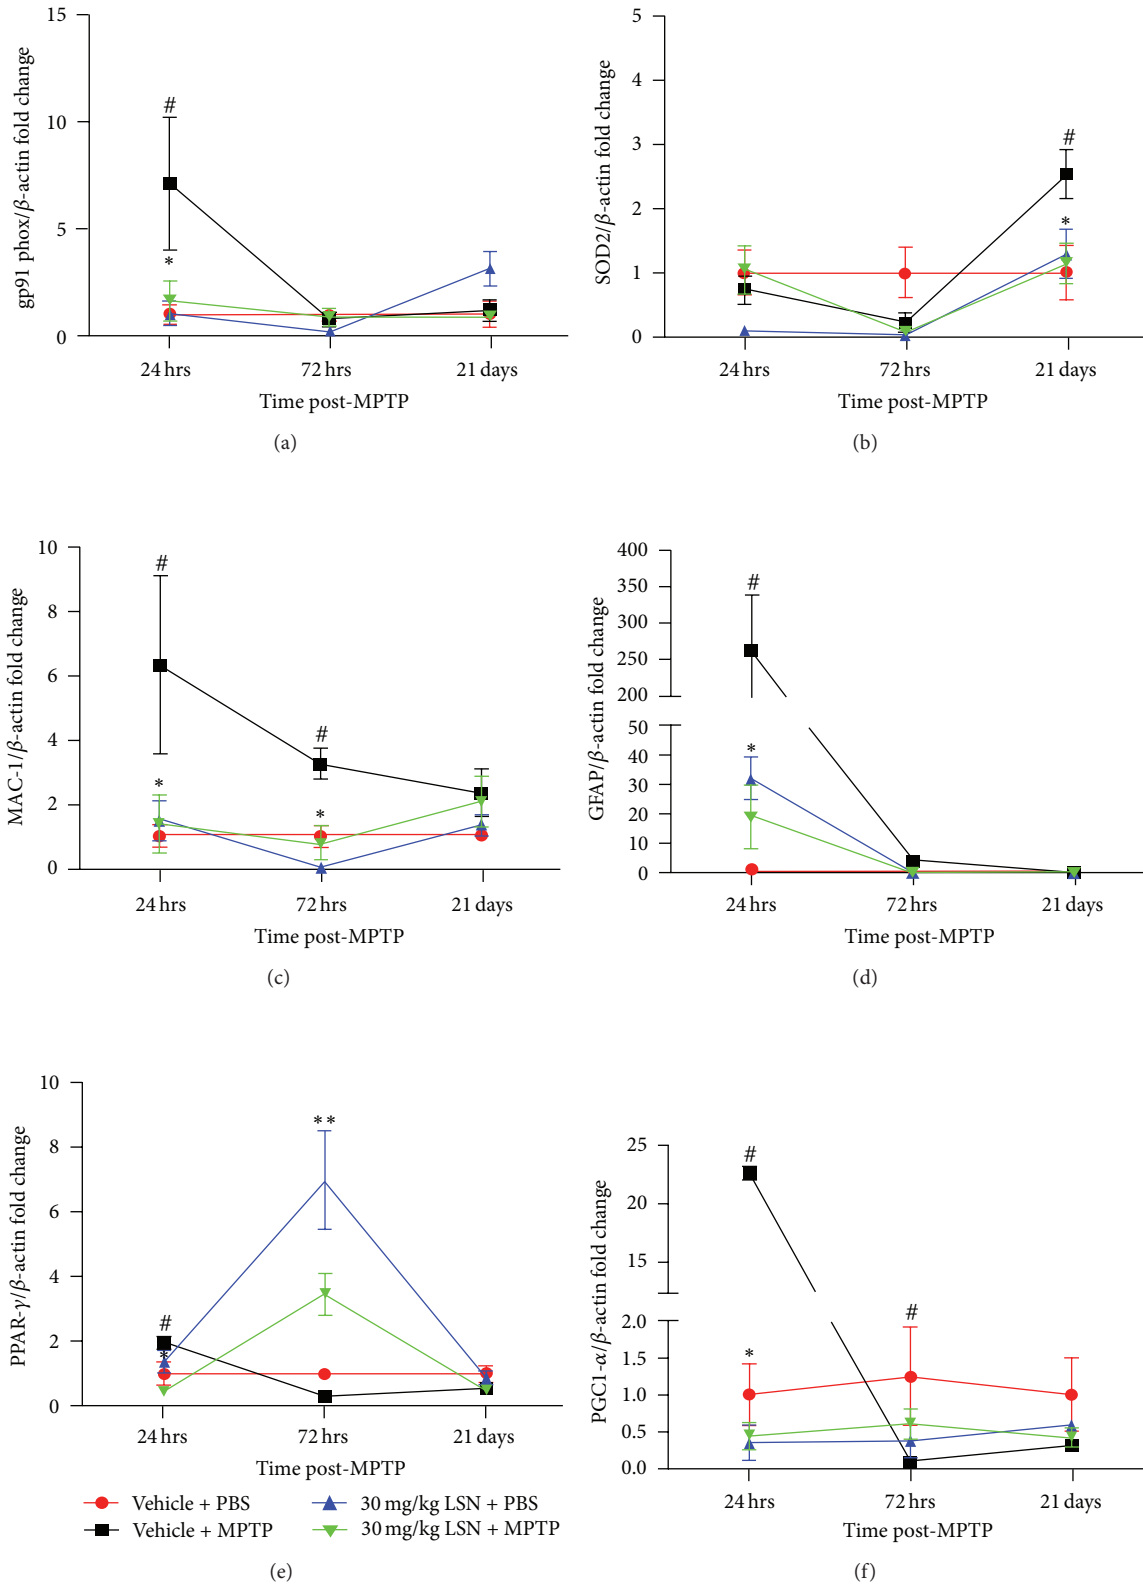 gp91 phox/β-actin fold change
15
10
5
0
#
*
24 hrs 72 hrs 21 days
Time post-MPTP
(a)
SOD2/β-actin fold change
5
4
3
2
1
0
#
*
24 hrs 72 hrs 21 days
Time post-MPTP
(b)
MAC-1/β-actin fold change
10
8
6
4
2
0
#
#
*
*
24 hrs 72 hrs 21 days
Time post-MPTP
(c)
GFAP/β-actin fold change
400
350
300
250
200
50
40
30
20
10
0
#
*
24 hrs 72 hrs 21 days
Time post-MPTP
(d)
PPAR-γ/β-actin fold change
10
8
6
4
2
0
**
#
*
24 hrs 72 hrs 21 days
Time post-MPTP
Vehicle + PBS
Vehicle + MPTP
30 mg/kg LSN + PBS
30 mg/kg LSN + MPTP
(e)
PGC1-α/β-actin fold change
25
20
15
2.0
1.5
1.0
0.5
0.0
#
#
*
24 hrs 72 hrs 21 days
Time post-MPTP
(f)